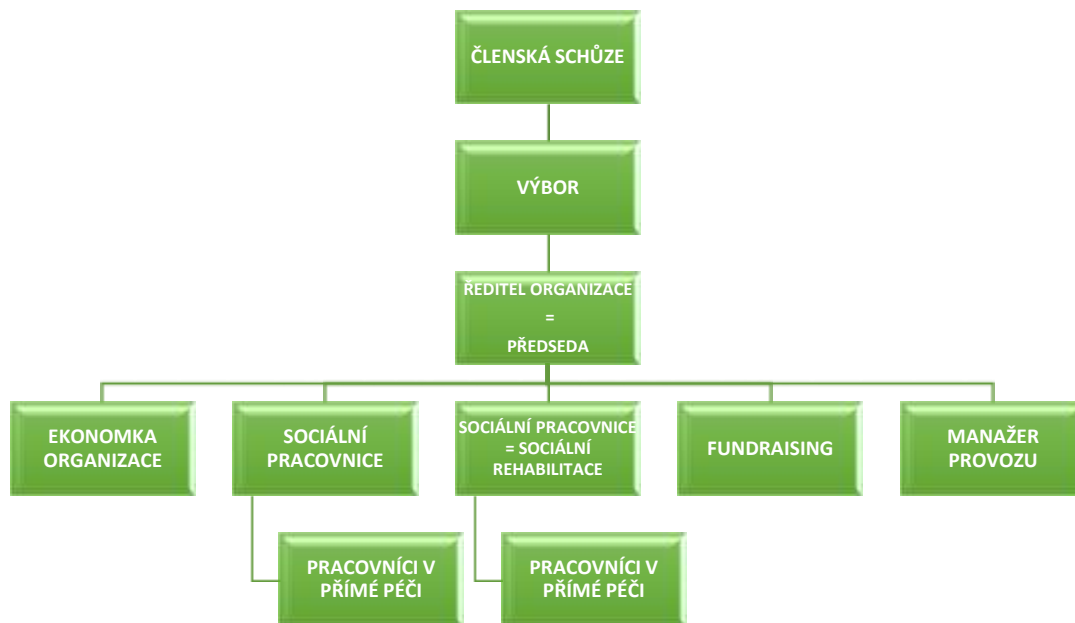 ČLENSKÁ SCHŮZE
VÝBOR
ŘEDITEL ORGANIZACE
=
PŘEDSEDA
EKONOMKA
ORGANIZACE
SOCIÁLNÍ
PRACOVNICE
SOCIÁLNÍ PRACOVNICE
= SOCIÁLNÍ
REHABILITACE
FUNDRAISING
MANAŽER
PROVOZU
PRACOVNÍCI V
PŘÍMÉ PÉČI
PRACOVNÍCI V
PŘÍMÉ PÉČI